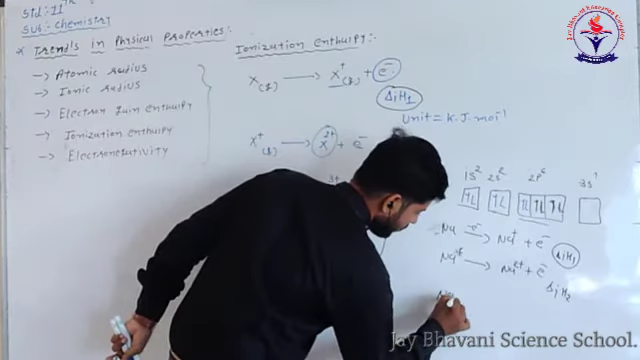 Std:- 11th
Sub:- Chemistry
* Trends in Physical Properties:-
→ Atomic radius
→ Ionic radius
→ Electron Gain enthalpy
→ Ionization enthalpy
→ Electronegativity
Ionization Enthalpy:-
X(g) ⟶ X⁺(g) + e⁻
ΔiH₁
Unit = K.J. mol⁻¹
X⁺(g) ⟶ X²⁺ + e⁻
3+
1s² 2s² 2p⁶ 3s¹
Na ⟶ Na⁺ + e⁻
-e⁻
ΔiH₁
Na⁺ ⟶ Na²⁺ + e⁻
ΔiH₂
Jay Bhavani Science School.